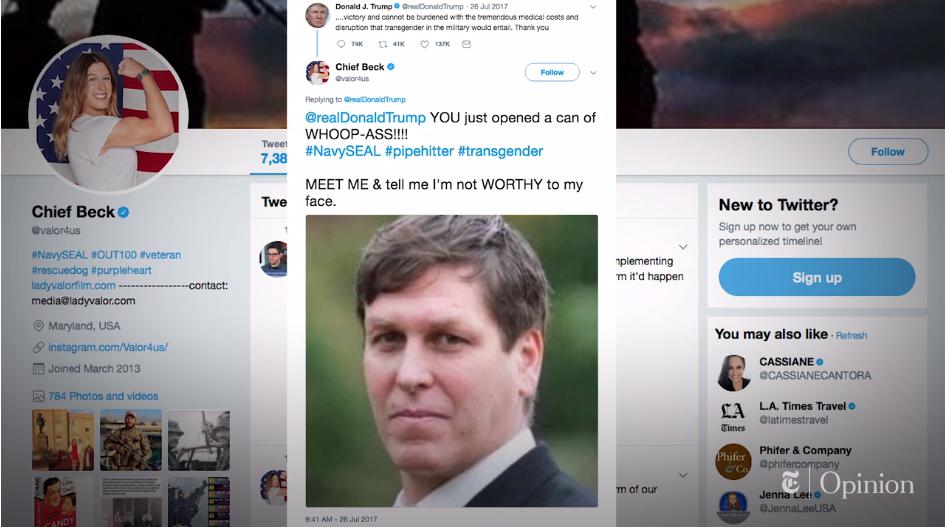 Donald J. Trump @realDonaldTrump · 26 Jul 2017
....victory and cannot be burdened with the tremendous medical costs and
disruption that transgender in the military would entail. Thank you
74K 41K 137K
Chief Beck
@valor4us
Follow
Replying to @realDonaldTrump
@realDonaldTrump YOU just opened a can of
WHOOP-ASS!!!!
#NavySEAL #pipehitter #transgender
MEET ME & tell me I'm not WORTHY to my
face.
9:41 AM - 26 Jul 2017
Chief Beck
@valor4us
#NavySEAL #OUT100 #veteran
#rescuedog #purpleheart
ladyvalorfilm.com -----------------contact:
media@ladyvalor.com
Maryland, USA
instagram.com/Valor4us/
Joined March 2013
784 Photos and videos
Tweet
7,38
Twe
mplementing
rm it'd happen
rm of our
Follow
New to Twitter?
Sign up now to get your own
personalized timeline!
Sign up
You may also like · Refresh
CASSIANE
@CASSIANECANTORA
L.A. Times Travel
@latimestravel
LA
Times
Phifer & Company
@phifercompany
Phifer
& Co.
Jenna Lee
@JennaLeeUSA
T Opinion